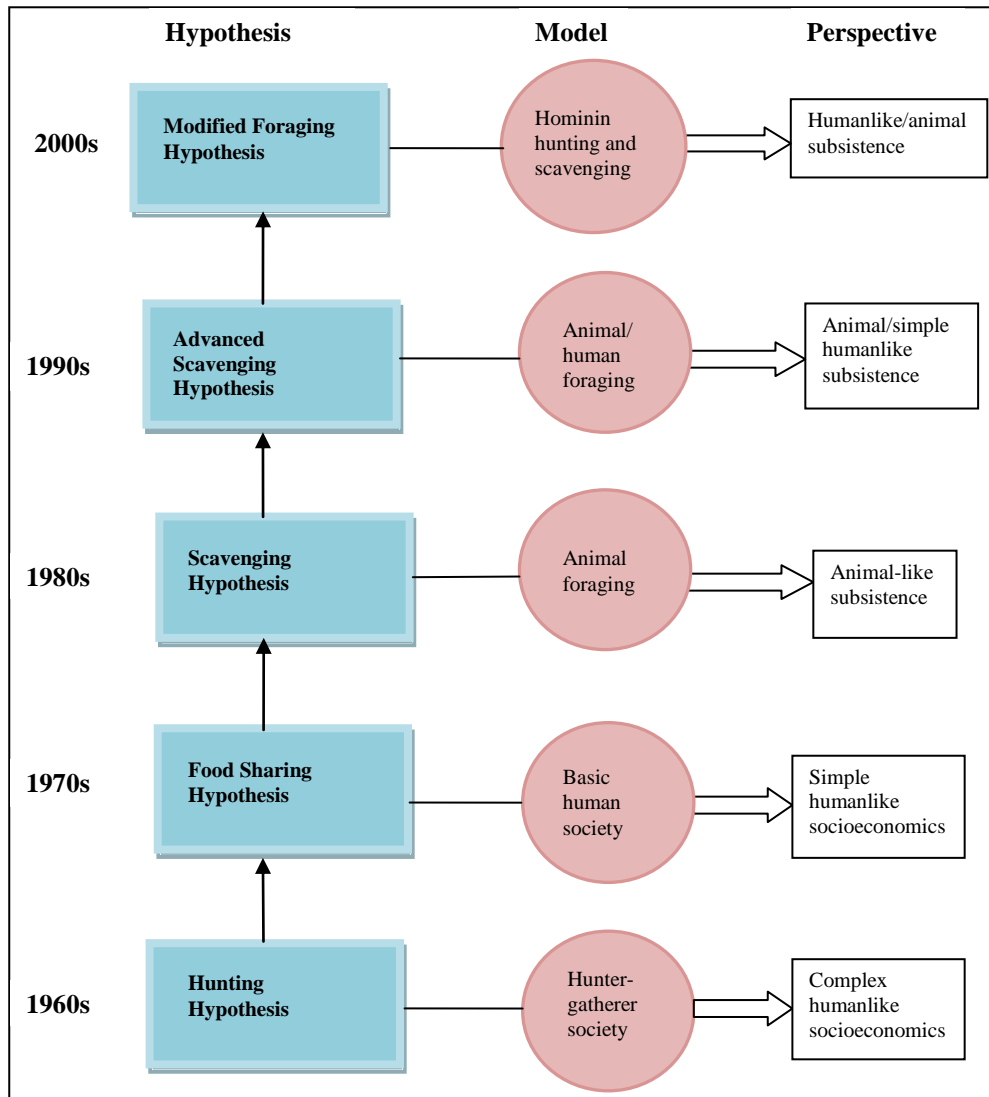 Hypothesis Model Perspective
2000s
Modified Foraging
Hypothesis
Hominin
hunting and
scavenging
Humanlike/animal
subsistence
1990s
Advanced
Scavenging
Hypothesis
Animal/
human
foraging
Animal/simple
humanlike
subsistence
1980s
Scavenging
Hypothesis
Animal
foraging
Animal-like
subsistence
1970s
Food Sharing
Hypothesis
Basic
human
society
Simple
humanlike
socioeconomics
1960s
Hunting
Hypothesis
Hunter-
gatherer
society
Complex
humanlike
socioeconomics